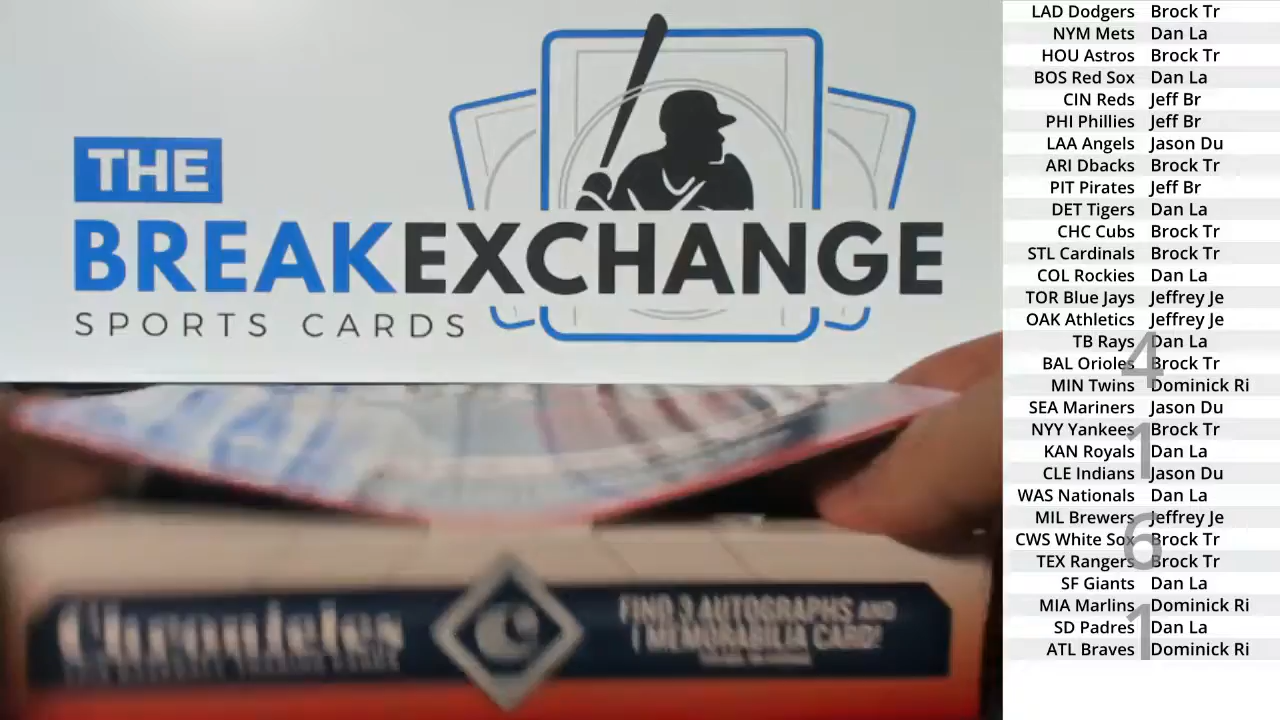 THE
BREAKEXCHANGE
SPORTS CARDS
Chronicles
FIND 3 AUTOGRAPHS AND
1 MEMORABILIA CARD!
LAD Dodgers Brock Tr
NYM Mets Dan La
HOU Astros Brock Tr
BOS Red Sox Dan La
CIN Reds Jeff Br
PHI Phillies Jeff Br
LAA Angels Jason Du
ARI Dbacks Brock Tr
PIT Pirates Jeff Br
DET Tigers Dan La
CHC Cubs Brock Tr
STL Cardinals Brock Tr
COL Rockies Dan La
TOR Blue Jays Jeffrey Je
OAK Athletics Jeffrey Je
TB Rays Dan La
BAL Orioles Brock Tr
MIN Twins Dominick Ri
SEA Mariners Jason Du
NYY Yankees Brock Tr
KAN Royals Dan La
CLE Indians Jason Du
WAS Nationals Dan La
MIL Brewers Jeffrey Je
CWS White Sox Brock Tr
TEX Rangers Brock Tr
SF Giants Dan La
MIA Marlins Dominick Ri
SD Padres Dan La
ATL Braves Dominick Ri
4
1
6
1